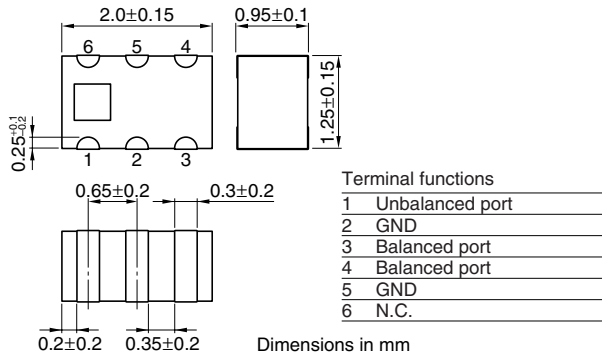 2.0±0.15
0.95±0.1
6 5 4
1.25±0.15
0.25+0.1-0.2
1 2 3
0.65±0.2
0.3±0.2
0.2±0.2
0.35±0.2
Terminal functions
1 Unbalanced port
2 GND
3 Balanced port
4 Balanced port
5 GND
6 N.C.
Dimensions in mm